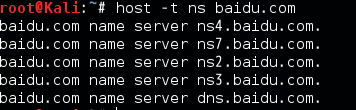 root@Kali:~# host -t ns baidu.com
baidu.com name server ns4.baidu.com.
baidu.com name server ns7.baidu.com.
baidu.com name server ns2.baidu.com.
baidu.com name server ns3.baidu.com.
baidu.com name server dns.baidu.com.